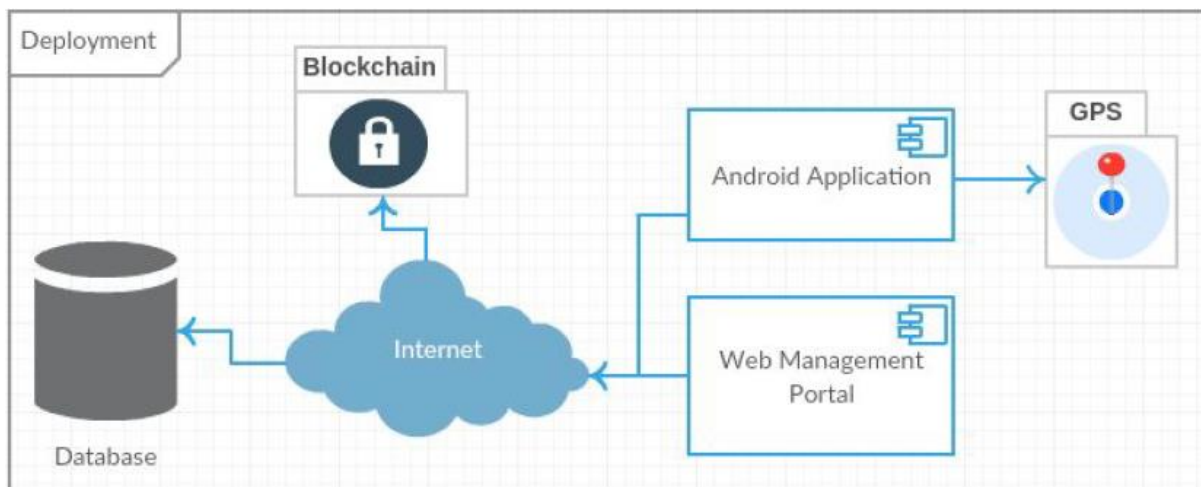 Deployment
Blockchain
GPS
Android Application
Internet
Web Management
Portal
Database